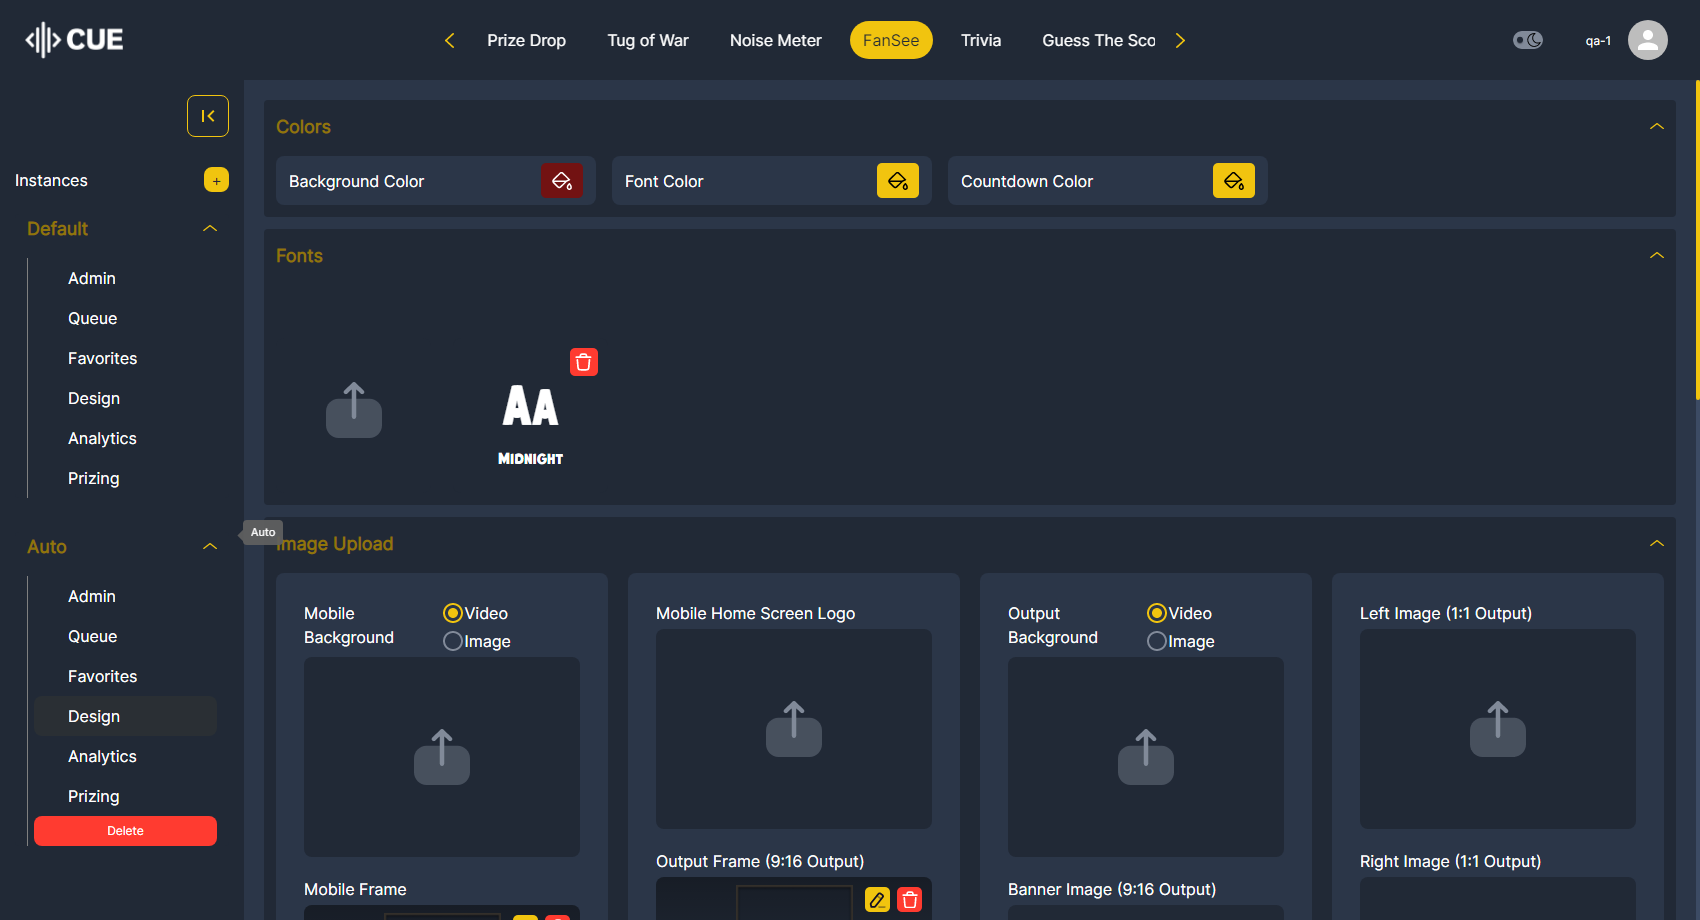 CUE
Prize Drop
Tug of War
Noise Meter
FanSee
Trivia
Guess The Sco
qa-1
Instances
+
Default
Admin
Queue
Favorites
Design
Analytics
Prizing
Auto
Admin
Queue
Favorites
Design
Analytics
Prizing
Delete
Auto
Colors
Background Color
Font Color
Countdown Color
Fonts
AA
MIDNIGHT
Image Upload
Mobile
Background
Video
Image
Mobile Frame
Mobile Home Screen Logo
Output Frame (9:16 Output)
Output
Background
Video
Image
Banner Image (9:16 Output)
Left Image (1:1 Output)
Right Image (1:1 Output)